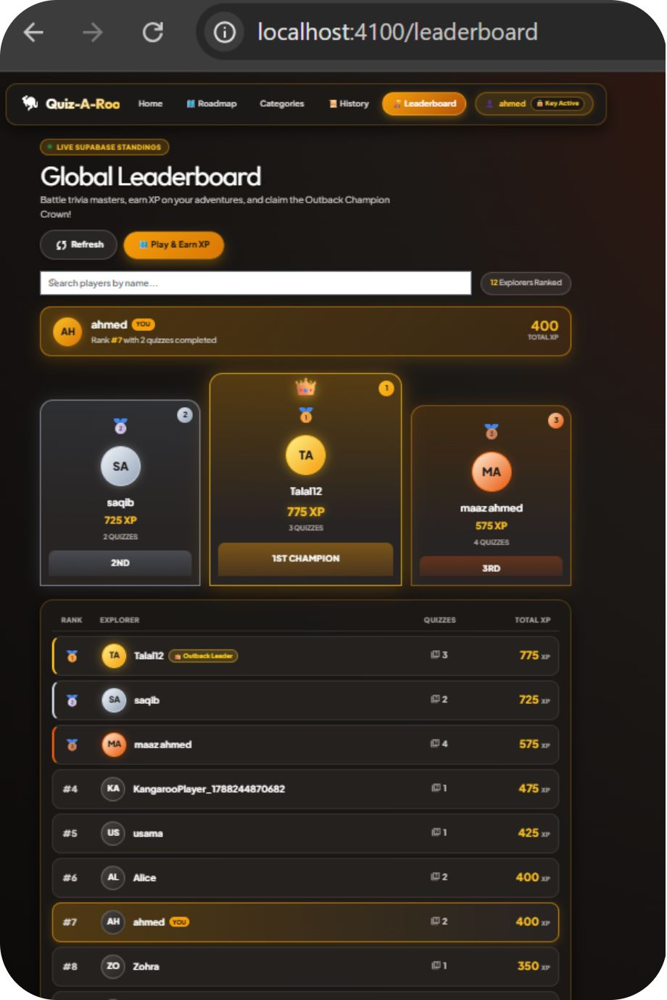 localhost:4100/leaderboard
Quiz-A-Roo Home Roadmap Categories History Leaderboard ahmed Key Active
LIVE SUPABASE STANDINGS
Global Leaderboard
Battle trivia masters, earn XP on your adventures, and claim the Outback Champion
Crown!
Refresh Play & Earn XP
Search players by name... 12 Explorers Ranked
AH ahmed YOU 400
Rank #7 with 2 quizzes completed TOTAL XP
2 1 3
2 1 3
SA TA MA
saqib Talal12 maaz ahmed
725 XP 775 XP 575 XP
2 QUIZZES 3 QUIZZES 4 QUIZZES
2ND 1ST CHAMPION 3RD
RANK EXPLORER QUIZZES TOTAL XP
1 TA Talal12 Outback Leader 3 775 XP
2 SA saqib 2 725 XP
3 MA maaz ahmed 4 575 XP
#4 KA KangarooPlayer_1788244870682 1 475 XP
#5 US usama 1 425 XP
#6 AL Alice 2 400 XP
#7 AH ahmed YOU 2 400 XP
#8 ZO Zohra 1 350 XP